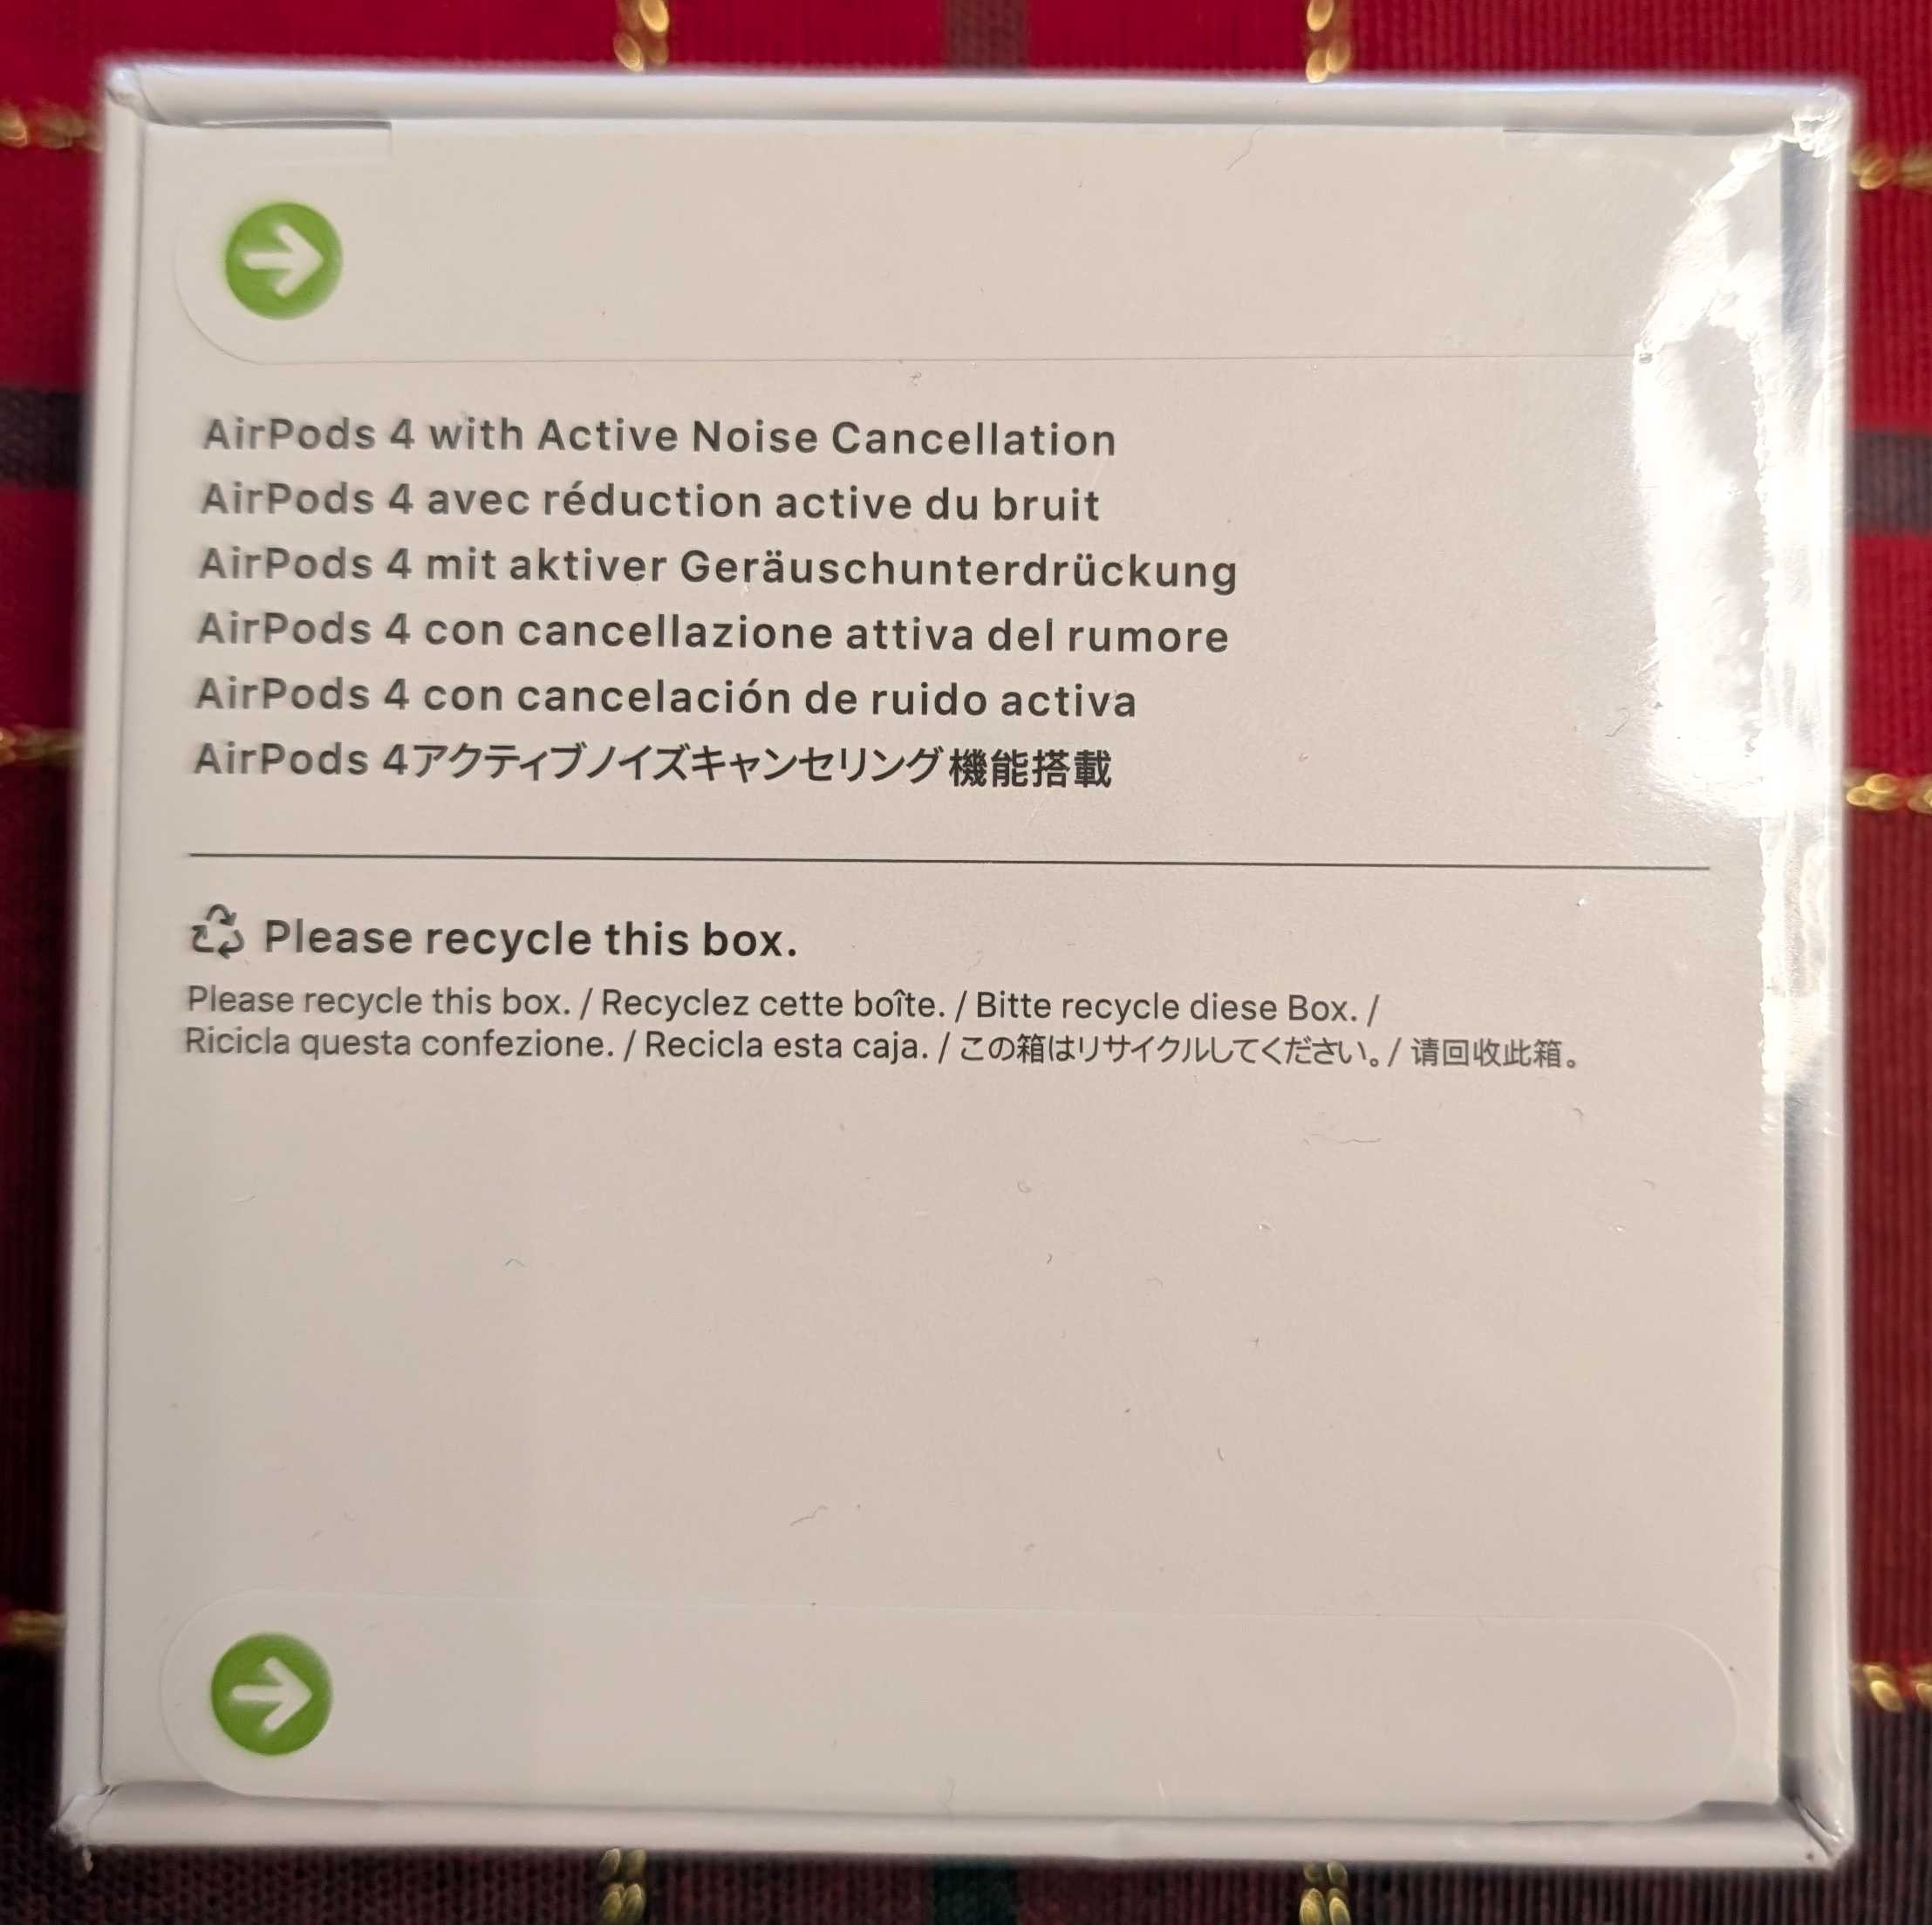 AirPods 4 with Active Noise Cancellation
AirPods 4 avec réduction active du bruit
AirPods 4 mit aktiver Geräuschunterdrückung
AirPods 4 con cancellazione attiva del rumore
AirPods 4 con cancelación de ruido activa
AirPods 4アクティブノイズキャンセリング機能搭載
Please recycle this box.
Please recycle this box. / Recyclez cette boîte. / Bitte recycle diese Box. /
Ricicla questa confezione. / Recicla esta caja. / この箱はリサイクルしてください。/ 请回收此箱。